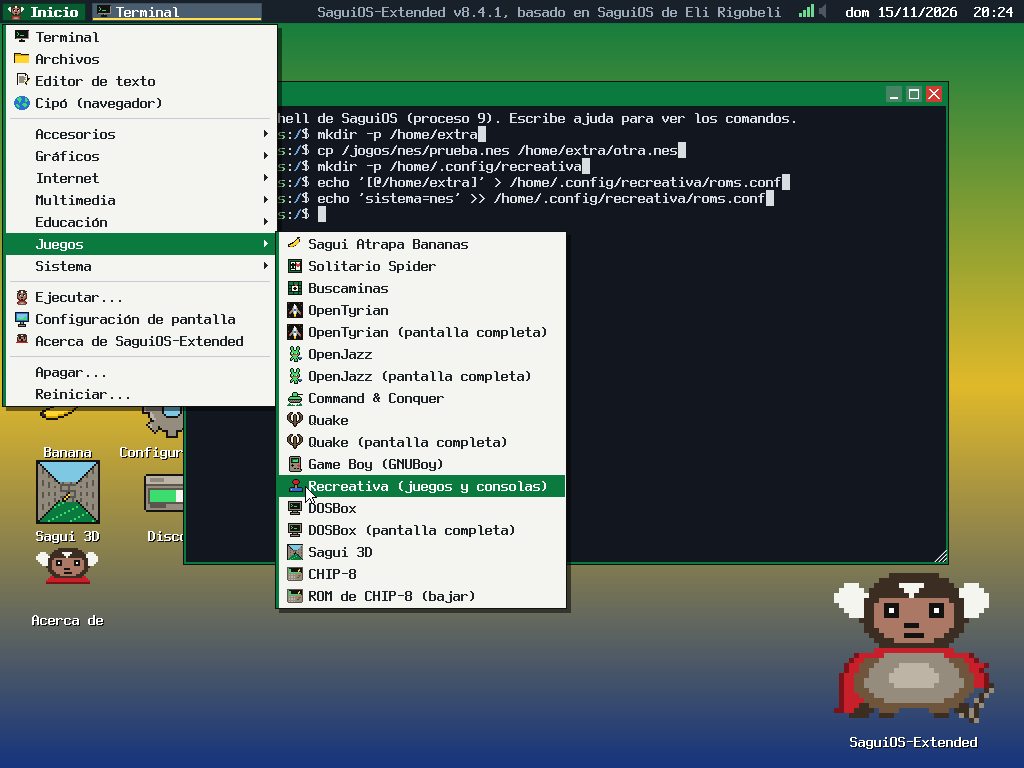 Inicio
Terminal
SaguiOS-Extended v8.4.1, basado en SaguiOS de Eli Rigobeli
dom 15/11/2026 20:24
Terminal
Archivos
Editor de texto
Cipó (navegador)
Accesorios
Gráficos
Internet
Multimedia
Educación
Juegos
Sistema
Ejecutar...
Configuración de pantalla
Acerca de SaguiOS-Extended
Apagar...
Reiniciar...
hell de SaguiOS (proceso 9). Escribe ayuda para ver los comandos.
s:/$ mkdir -p /home/extra
s:/$ cp /jogos/nes/prueba.nes /home/extra/otra.nes
s:/$ mkdir -p /home/.config/recreativa
s:/$ echo '[@/home/extra]' > /home/.config/recreativa/roms.conf
s:/$ echo 'sistema=nes' >> /home/.config/recreativa/roms.conf
s:/$
Sagui Atrapa Bananas
Solitario Spider
Buscaminas
OpenTyrian
OpenTyrian (pantalla completa)
OpenJazz
OpenJazz (pantalla completa)
Command & Conquer
Quake
Quake (pantalla completa)
Game Boy (GNUBoy)
Recreativa (juegos y consolas)
DOSBox
DOSBox (pantalla completa)
Sagui 3D
CHIP-8
ROM de CHIP-8 (bajar)
Banana
Configur
Sagui 3D
Disco
Acerca de
SaguiOS-Extended